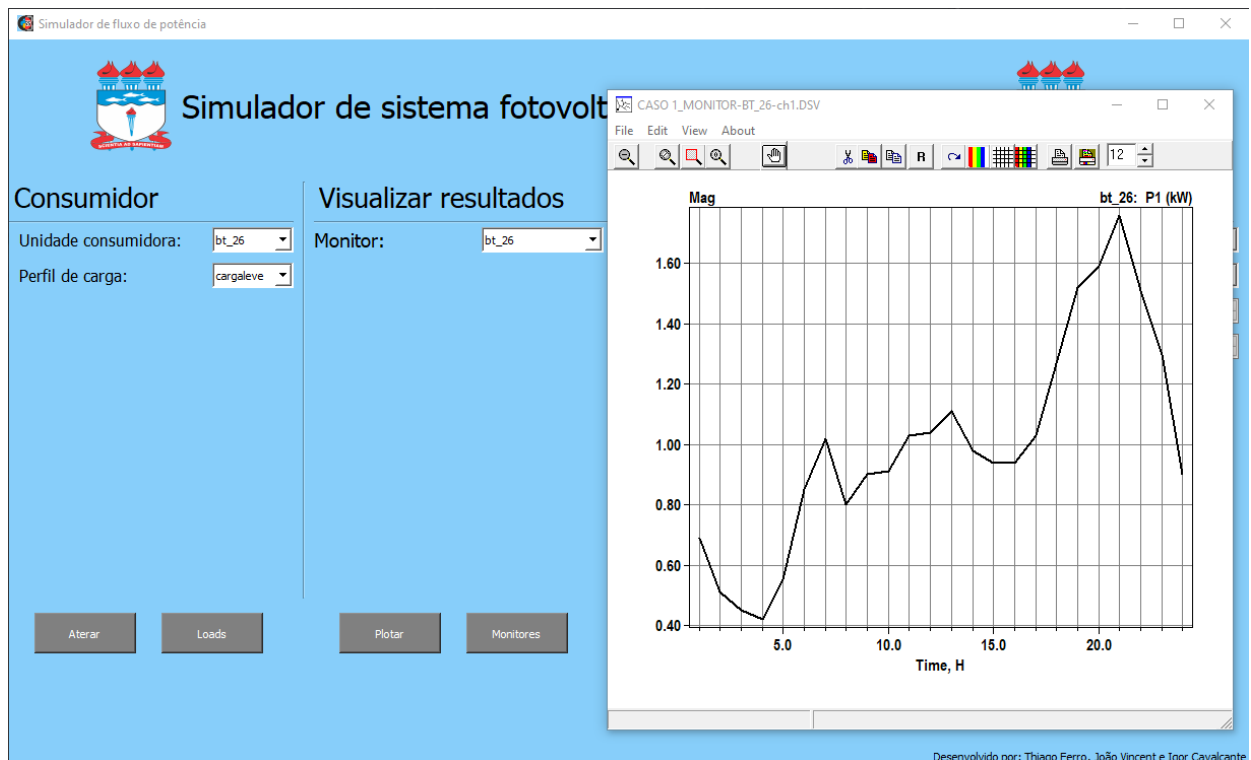 Simulador de fluxo de potência
SCIENTIA AD SAPIENTIAM
Simulador de sistema fotovolt
Consumidor
Unidade consumidora: bt_26
Perfil de carga: cargaleve
Visualizar resultados
Monitor: bt_26
Aterar
Loads
Plotar
Monitores
CASO 1_MONITOR-BT_26-ch1.DSV
File Edit View About
R
12
Mag
bt_26: P1 (kW)
1.60
1.40
1.20
1.00
0.80
0.60
0.40
5.0 10.0 15.0 20.0
Time, H
Desenvolvido por: Thiago Ferro, João Vincent e Igor Cavalcante